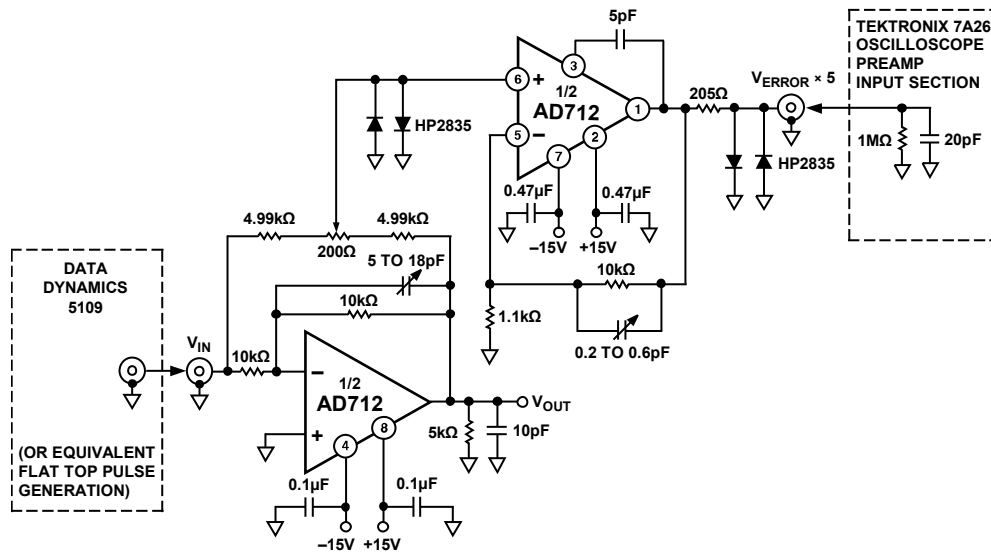 5pF
TEKTRONIX 7A26
OSCILLOSCOPE
PREAMP
INPUT SECTION
3
6
+
1/2
AD712
1
205Ω
VERROR × 5
5
–
2
7
HP2835
HP2835
1MΩ
20pF
0.47µF
0.47µF
–15V
+15V
4.99kΩ
4.99kΩ
200Ω
5 TO 18pF
10kΩ
DATA
DYNAMICS
5109
10kΩ
1.1kΩ
0.2 TO 0.6pF
VIN
10kΩ
–
1/2
AD712
VOUT
+
4
8
5kΩ
10pF
(OR EQUIVALENT
FLAT TOP PULSE
GENERATION)
0.1µF
0.1µF
–15V
+15V